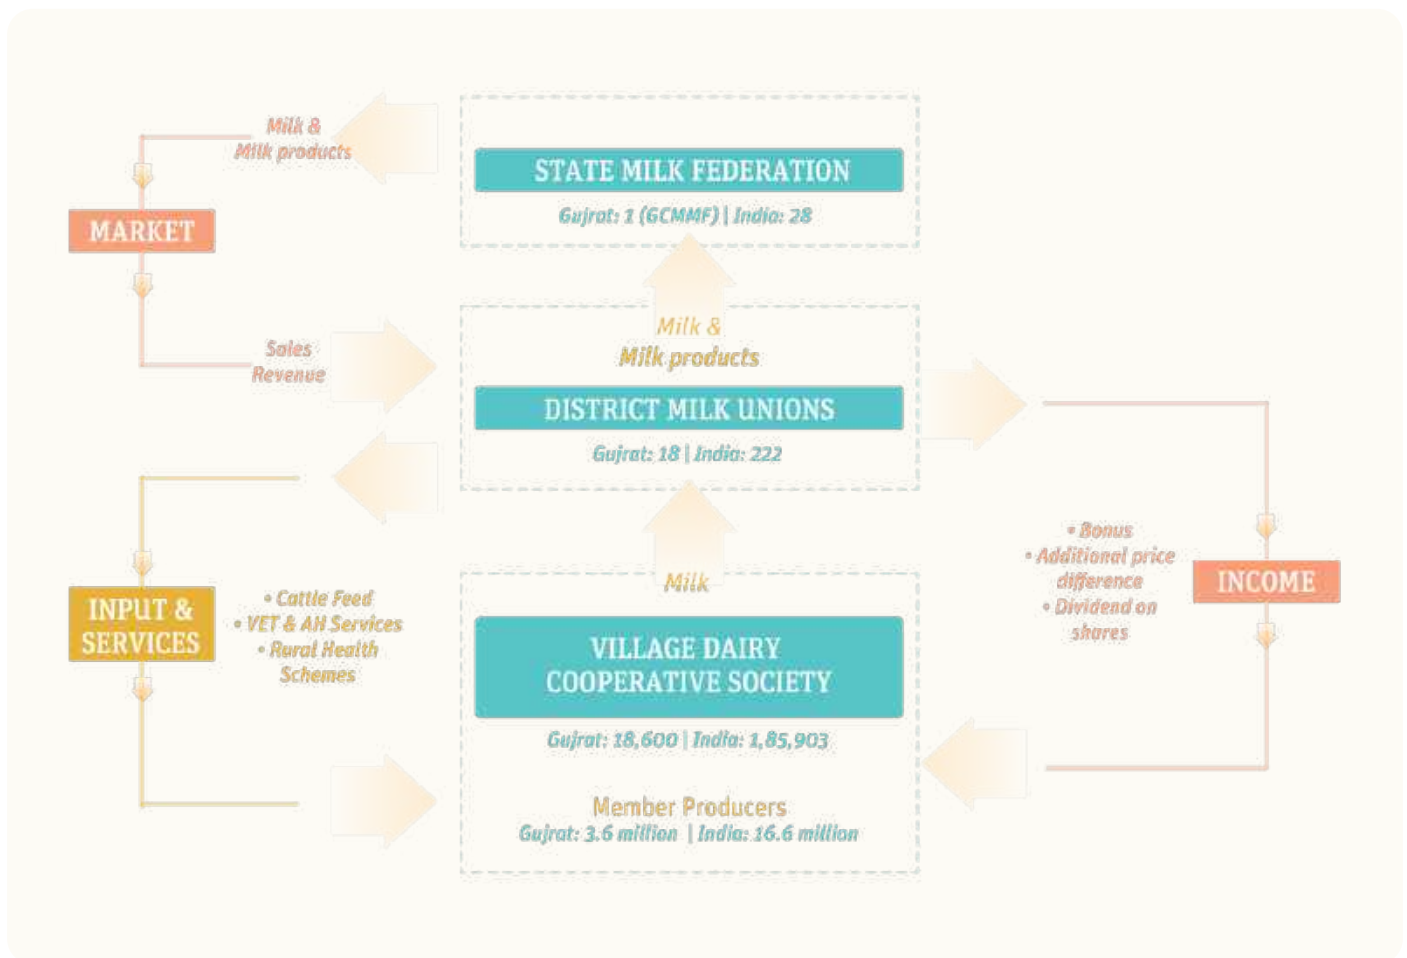 Milk &
Milk products
STATE MILK FEDERATION
Gujrat: 1 (GCMMF) | India: 28
MARKET
Sales
Revenue
Milk &
Milk products
DISTRICT MILK UNIONS
Gujrat: 18 | India: 222
INPUT &
SERVICES
• Cattle Feed
• VET & AH Services
• Rural Health
Schemes
Milk
VILLAGE DAIRY
COOPERATIVE SOCIETY
Gujrat: 18,600 | India: 1,85,903
Member Producers
Gujrat: 3.6 million | India: 16.6 million
• Bonus
• Additional price
difference
• Dividend on
shares
INCOME